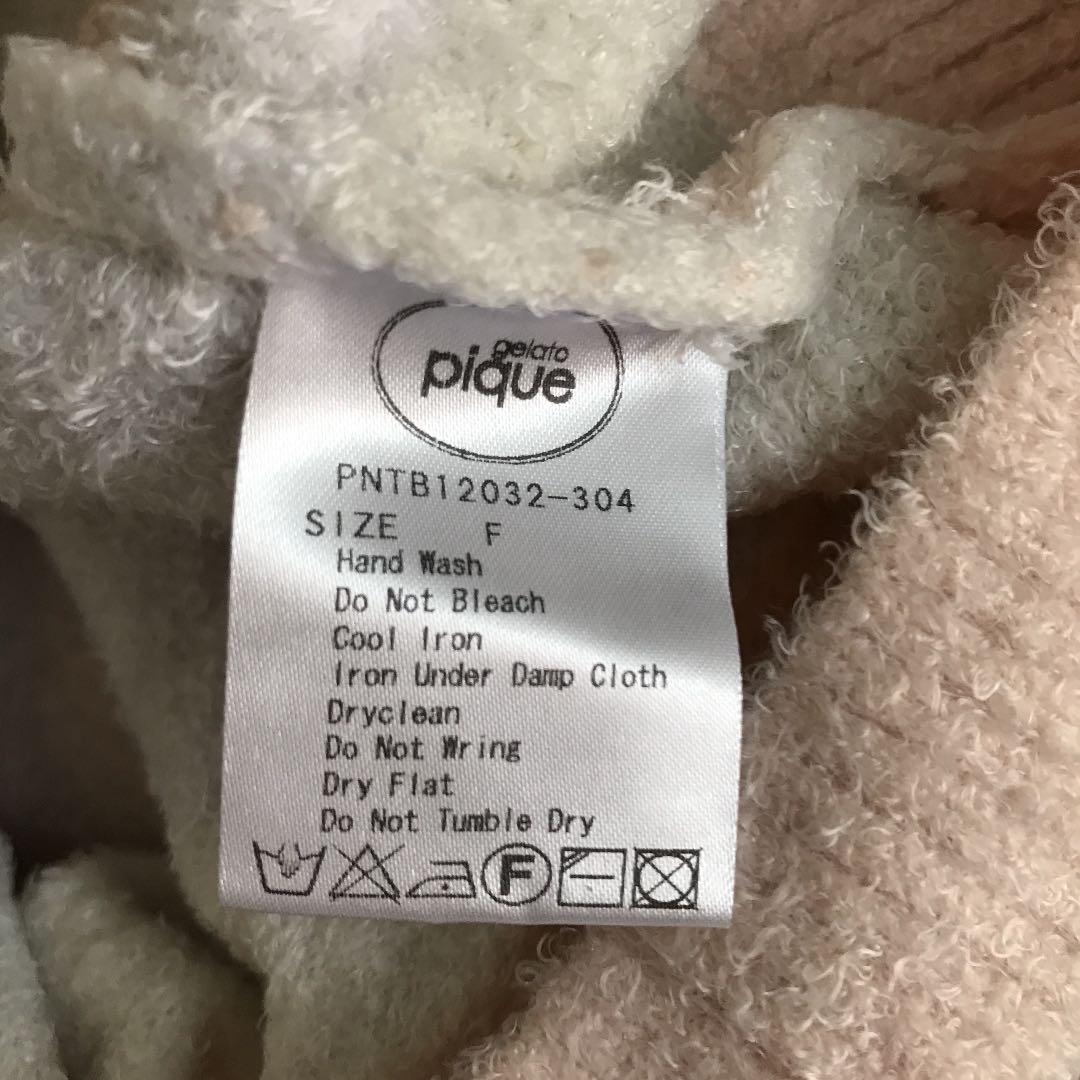 gelato
pique
PNTB12032-304
SIZE F
Hand Wash
Do Not Bleach
Cool Iron
Iron Under Damp Cloth
Dryclean
Do Not Wring
Dry Flat
Do Not Tumble Dry
F